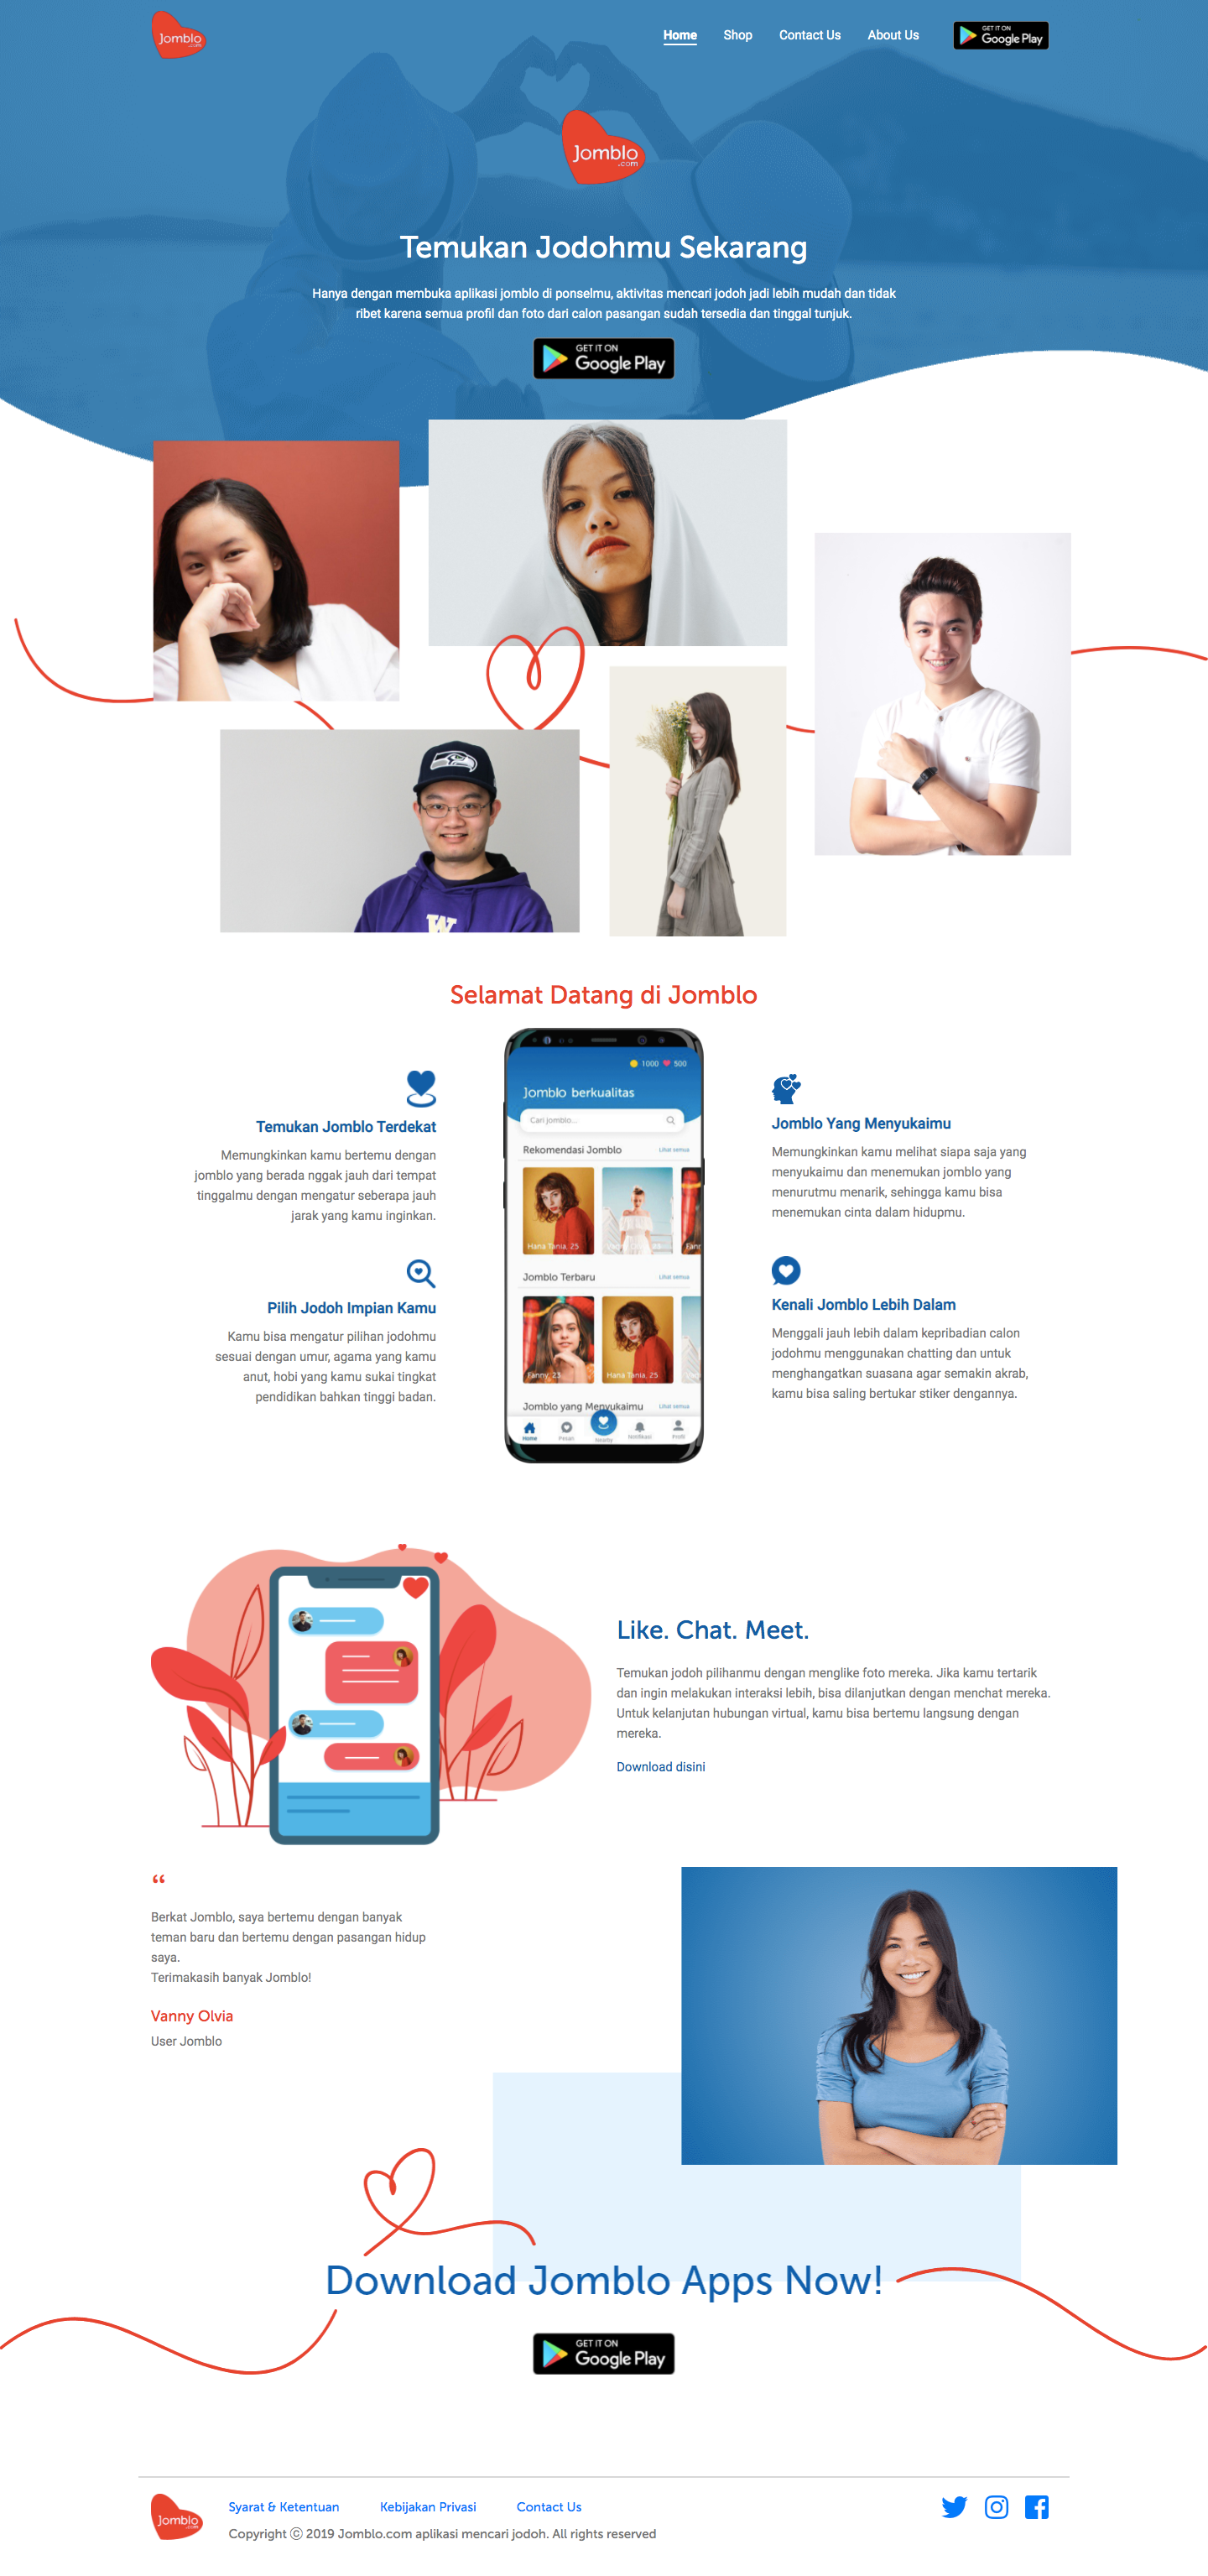 Jomblo
.com
Home
Shop
Contact Us
About Us
GET IT ON
Google Play
Jomblo
.com
Temukan Jodohmu Sekarang
Hanya dengan membuka aplikasi jomblo di ponselmu, aktivitas mencari jodoh jadi lebih mudah dan tidak
ribet karena semua profil dan foto dari calon pasangan sudah tersedia dan tinggal tunjuk.
GET IT ON
Google Play
W
Selamat Datang di Jomblo
Temukan Jomblo Terdekat
Memungkinkan kamu bertemu dengan
jomblo yang berada nggak jauh dari tempat
tinggalmu dengan mengatur seberapa jauh
jarak yang kamu inginkan.
Pilih Jodoh Impian Kamu
Kamu bisa mengatur pilihan jodohmu
sesuai dengan umur, agama yang kamu
anut, hobi yang kamu sukai tingkat
pendidikan bahkan tinggi badan.
1000
500
Jomblo berkualitas
Cari jomblo...
Rekomendasi Jomblo
Lihat semua
Hana Tania, 25
Fanr
Jomblo Terbaru
Lihat semua
Fanny, 23
Hana Tania, 25
Jomblo yang Menyukaimu
Lihat semua
Home
Pesan
Nearby
Notifikasi
Profil
Jomblo Yang Menyukaimu
Memungkinkan kamu melihat siapa saja yang
menyukaimu dan menemukan jomblo yang
menurutmu menarik, sehingga kamu bisa
menemukan cinta dalam hidupmu.
Kenali Jomblo Lebih Dalam
Menggali jauh lebih dalam kepribadian calon
jodohmu menggunakan chatting dan untuk
menghangatkan suasana agar semakin akrab,
kamu bisa saling bertukar stiker dengannya.
Like. Chat. Meet.
Temukan jodoh pilihanmu dengan menglike foto mereka. Jika kamu tertarik
dan ingin melakukan interaksi lebih, bisa dilanjutkan dengan menchat mereka.
Untuk kelanjutan hubungan virtual, kamu bisa bertemu langsung dengan
mereka.
Download disini
“
Berkat Jomblo, saya bertemu dengan banyak
teman baru dan bertemu dengan pasangan hidup
saya.
Terimakasih banyak Jomblo!
Vanny Olvia
User Jomblo
Download Jomblo Apps Now!
GET IT ON
Google Play
Jomblo
.com
Syarat & Ketentuan
Kebijakan Privasi
Contact Us
Copyright ⓒ 2019 Jomblo.com aplikasi mencari jodoh. All rights reserved